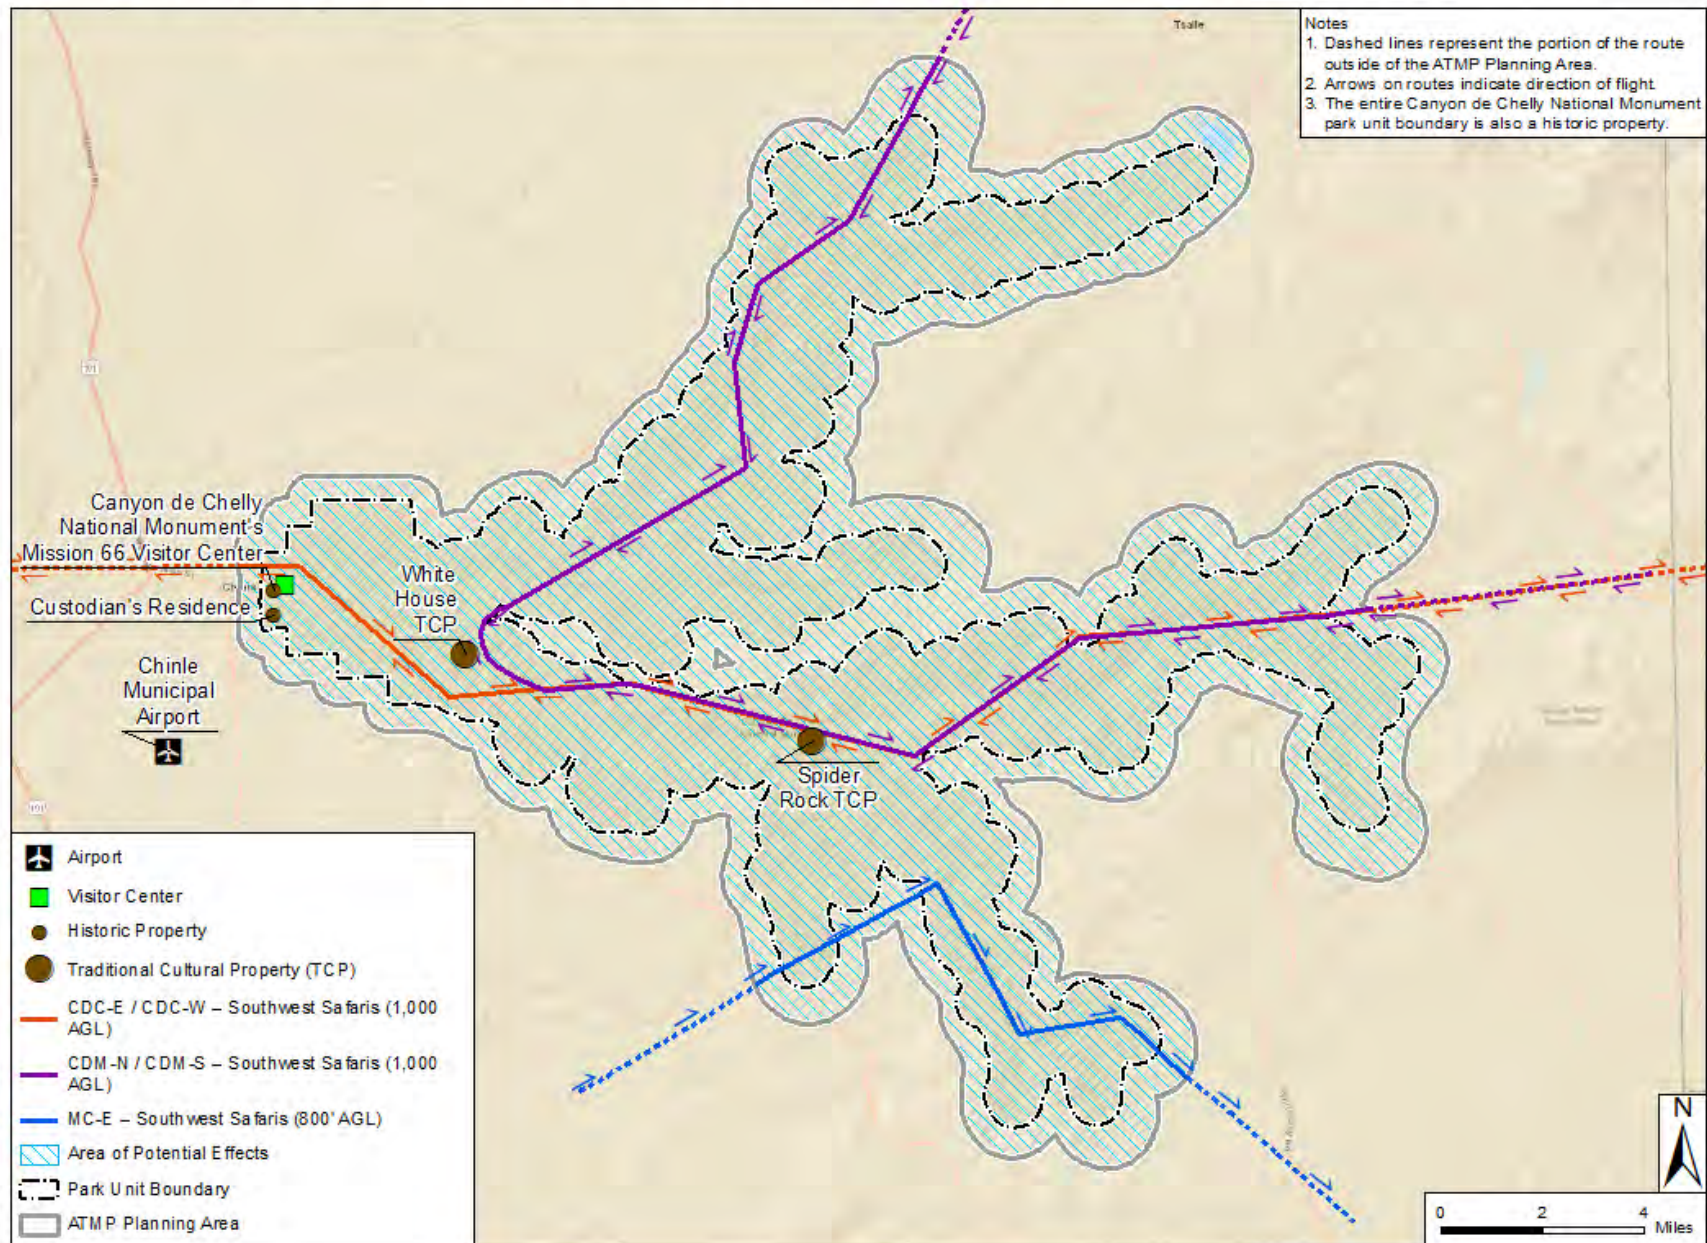 Tsaile
Notes
1. Dashed lines represent the portion of the route
outside of the ATMP Planning Area.
2. Arrows on routes indicate direction of flight.
3. The entire Canyon de Chelly National Monument
park unit boundary is also a historic property.
Canyon de Chelly
National Monument's
Mission 66 Visitor Center
Custodian's Residence
White
House
TCP
Chinle
Municipal
Airport
Spider
Rock TCP
191
Airport
Visitor Center
Historic Property
Traditional Cultural Property (TCP)
CDC-E / CDC-W – Southwest Safaris (1,000
AGL)
CDM-N / CDM-S – Southwest Safaris (1,000
AGL)
MC-E – Southwest Safaris (800' AGL)
Area of Potential Effects
Park Unit Boundary
ATMP Planning Area
N
0 2 4
Miles